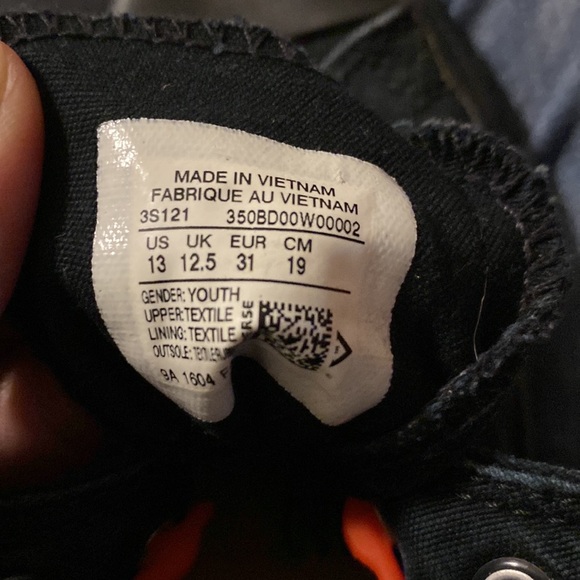 MADE IN VIETNAM
FABRIQUE AU VIETNAM
3S121 350BD00W00002
US UK EUR CM
13 12.5 31 19
GENDER: YOUTH
UPPER:TEXTILE
LINING: TEXTILE
OUTSOLE:
9A 1604